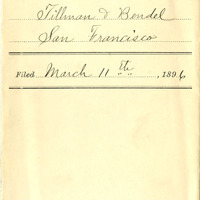 Tillman & Bendel
San Francisco
Filed March 11th, 1896